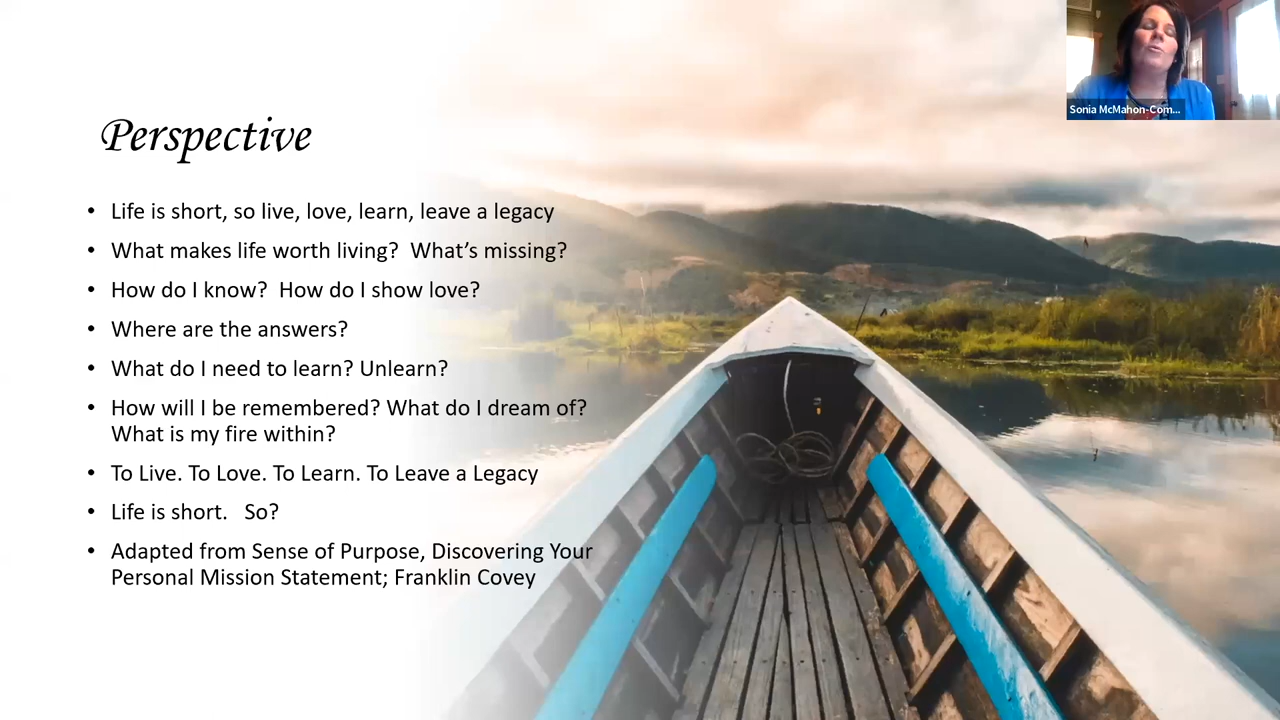 Sonia McMahon-Com...
Perspective
• Life is short, so live, love, learn, leave a legacy
• What makes life worth living?  What’s missing?
• How do I know?  How do I show love?
• Where are the answers?
• What do I need to learn? Unlearn?
• How will I be remembered? What do I dream of?
What is my fire within?
• To Live. To Love. To Learn. To Leave a Legacy
• Life is short.   So?
• Adapted from Sense of Purpose, Discovering Your
Personal Mission Statement; Franklin Covey